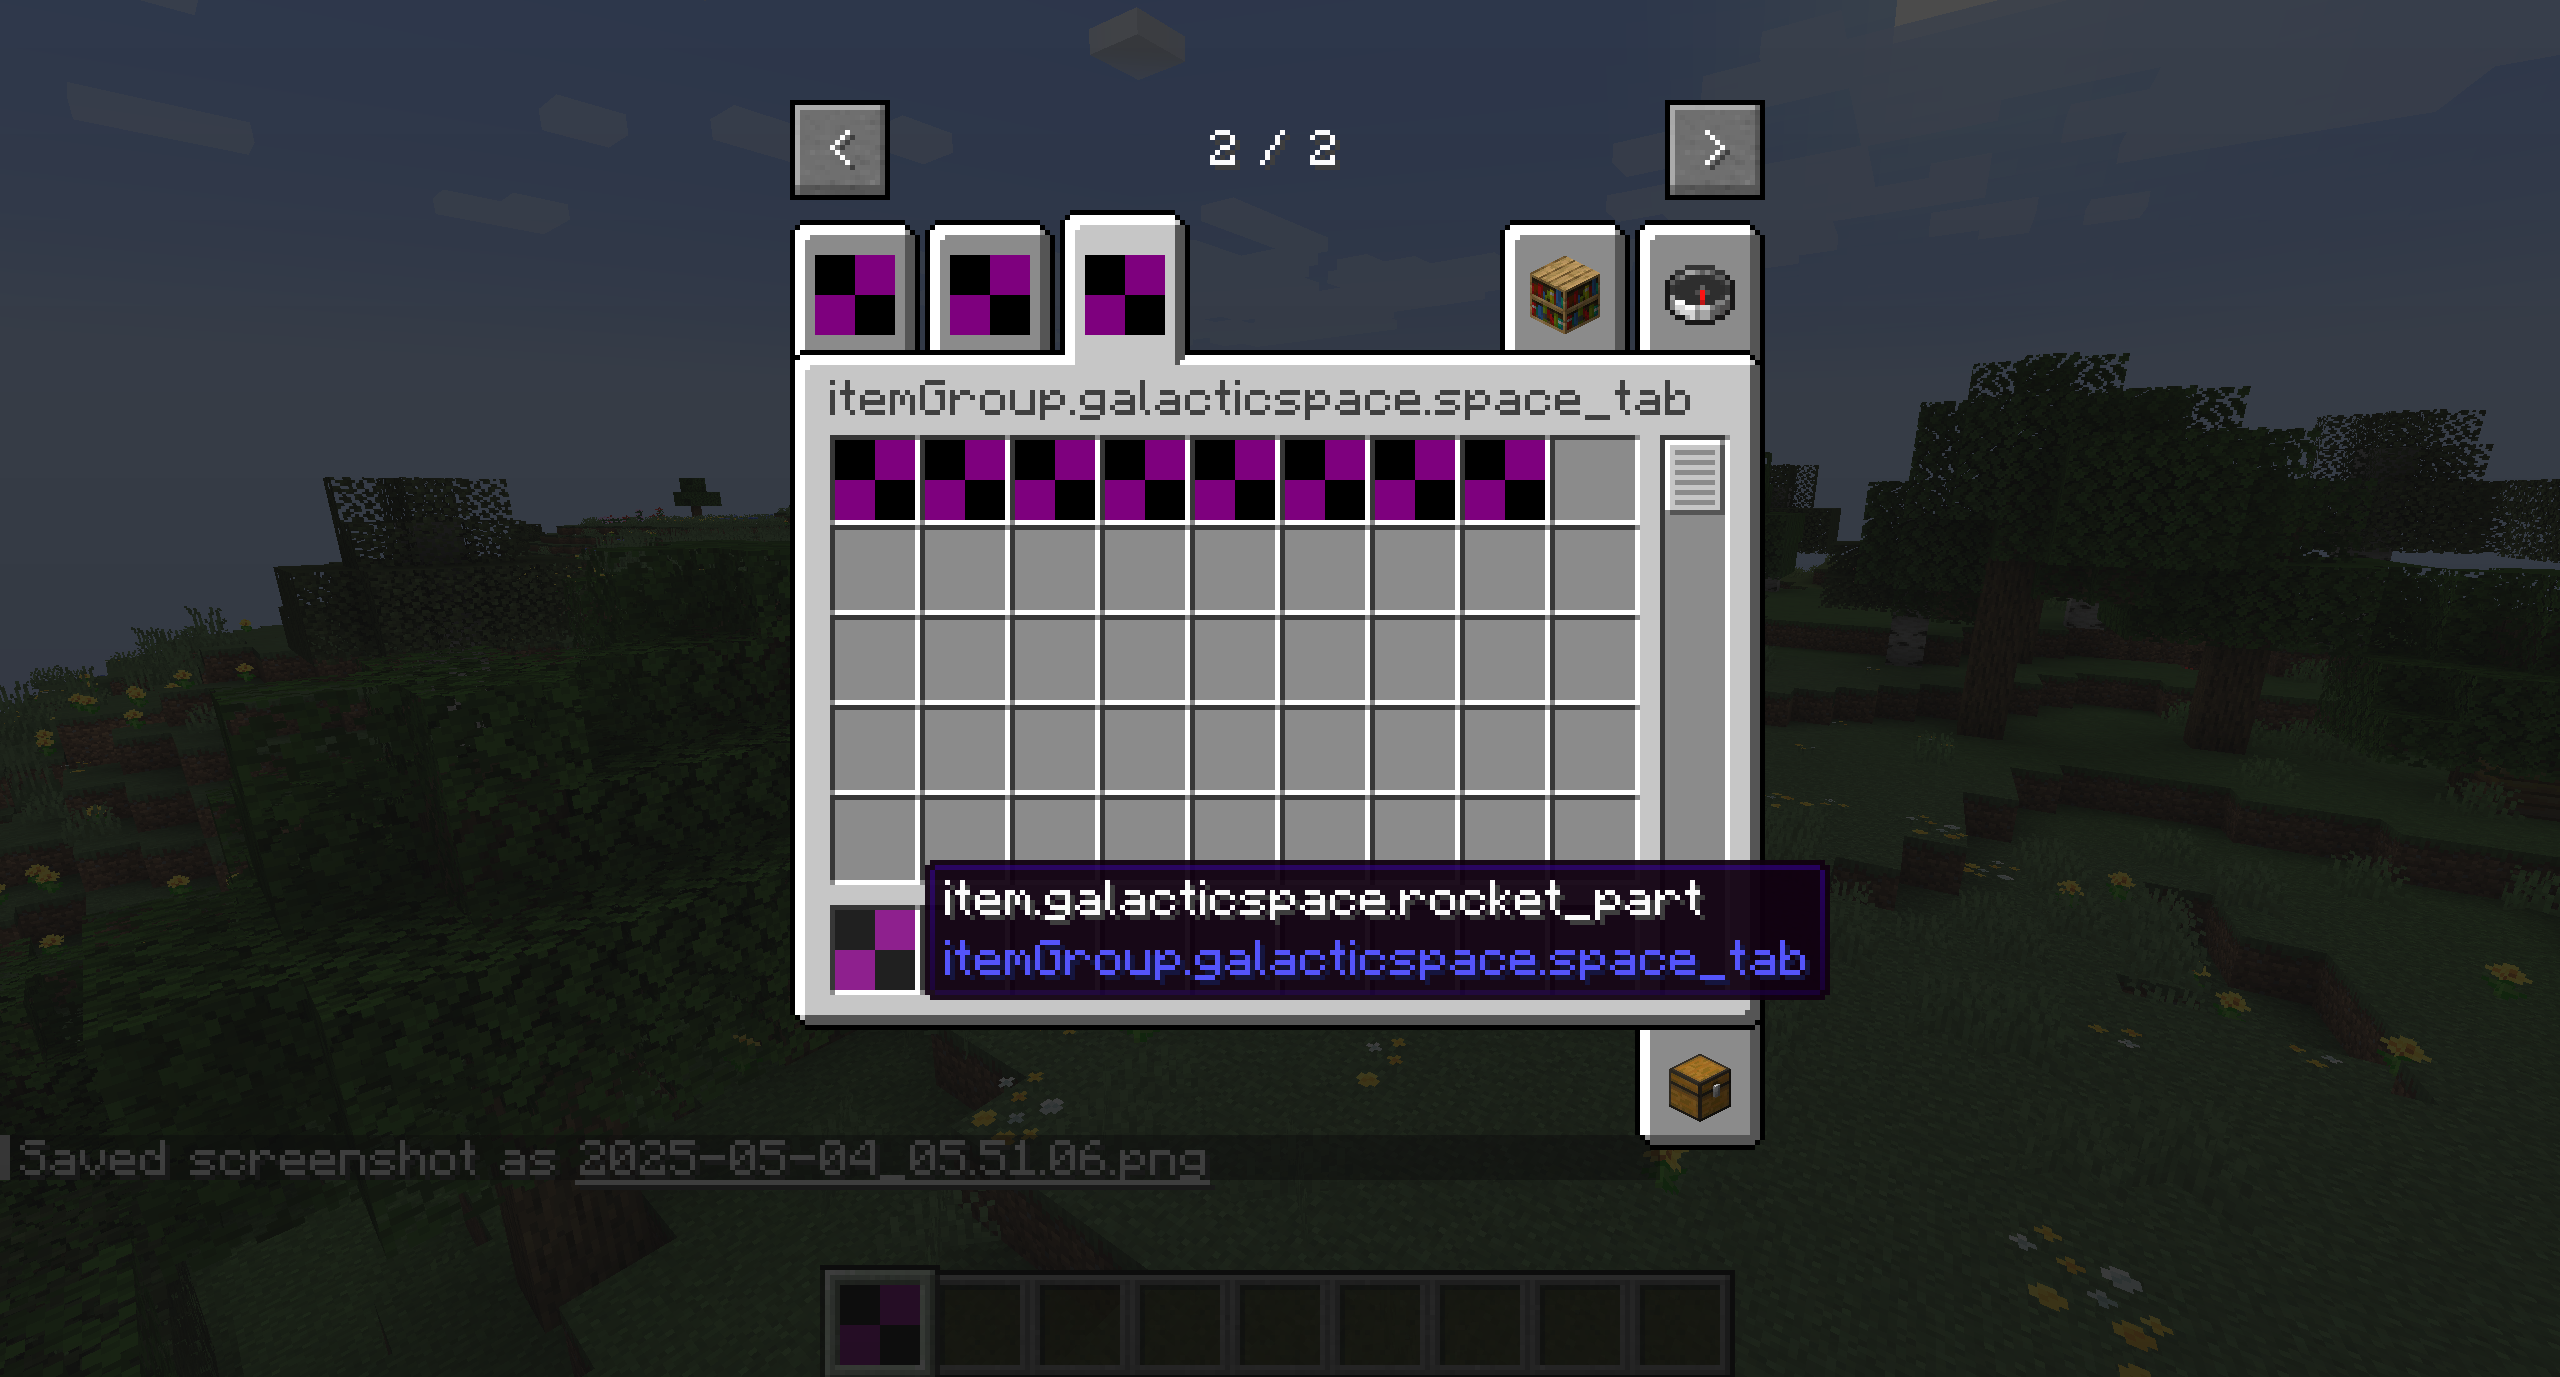 < 2 / 2 >
itemGroup.galacticspace.space_tab
item.galacticspace.rocket_part
itemGroup.galacticspace.space_tab
Saved screenshot as 2025-05-04_05.51.06.png